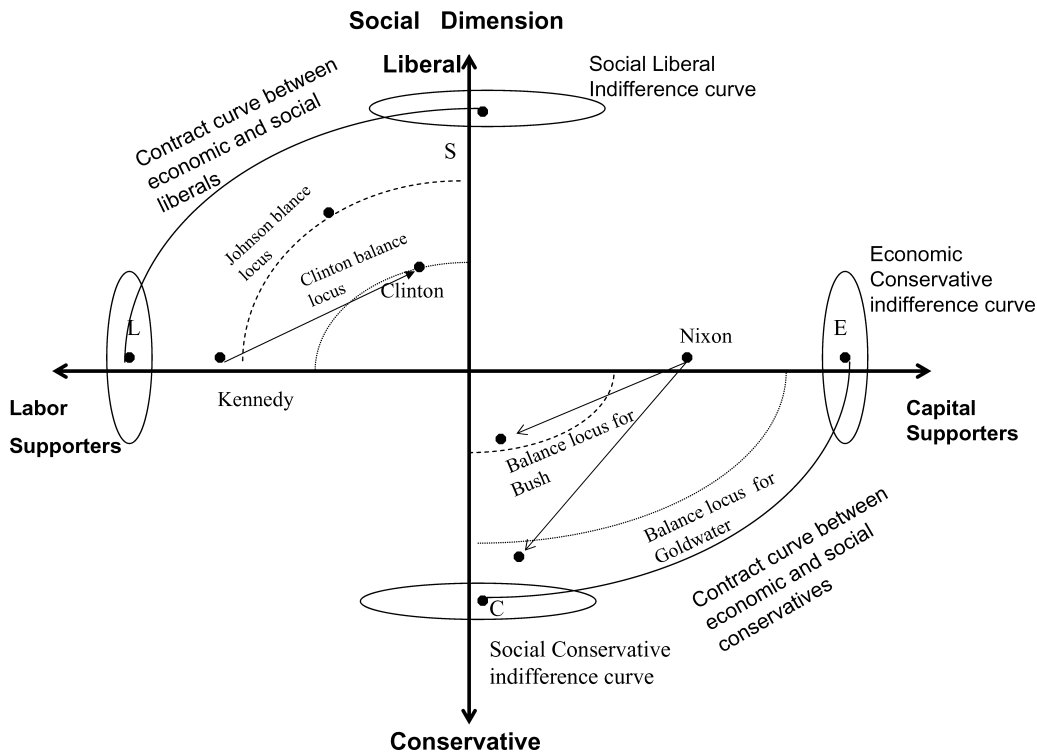 Social Dimension
Liberal
Social Liberal
Indifference curve
Contract curve between
economic and social
liberals
S
Johnson blance
locus
Clinton balance
locus
Clinton
Economic
Conservative
indifference curve
L
E
Nixon
Kennedy
Labor
Supporters
Capital
Supporters
Balance locus for
Bush
Balance locus for
Goldwater
Contract curve between
economic and social
conservatives
C
Social Conservative
indifference curve
Conservative